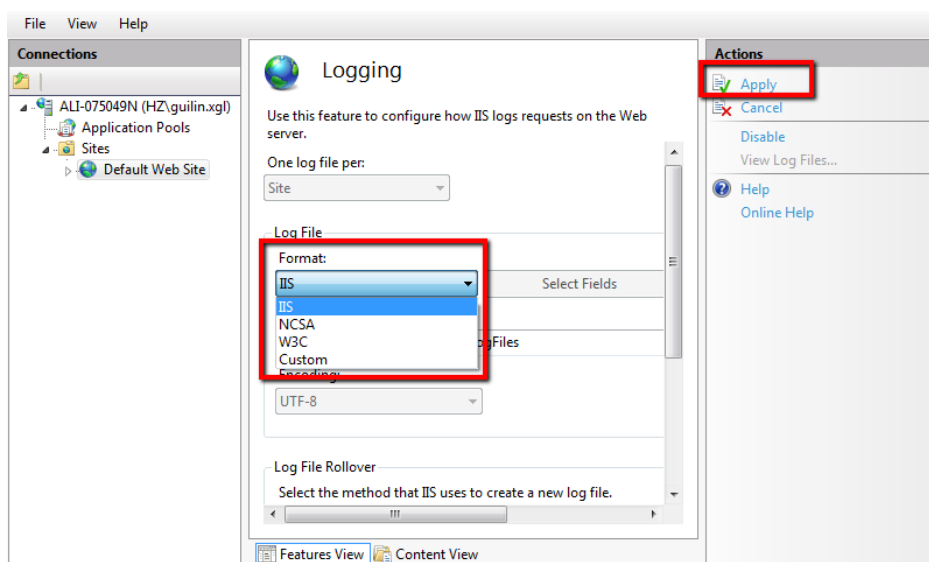 File View Help
Connections
ALI-075049N (HZ\guilin.xgl)
Application Pools
Sites
Default Web Site
Logging
Use this feature to configure how IIS logs requests on the Web
server.
One log file per:
Site
Log File
Format:
IIS
Select Fields
IIS
NCSA
W3C
Custom
ogFiles
Encoding:
UTF-8
Log File Rollover
Select the method that IIS uses to create a new log file.
Features View Content View
Actions
Apply
Cancel
Disable
View Log Files...
Help
Online Help